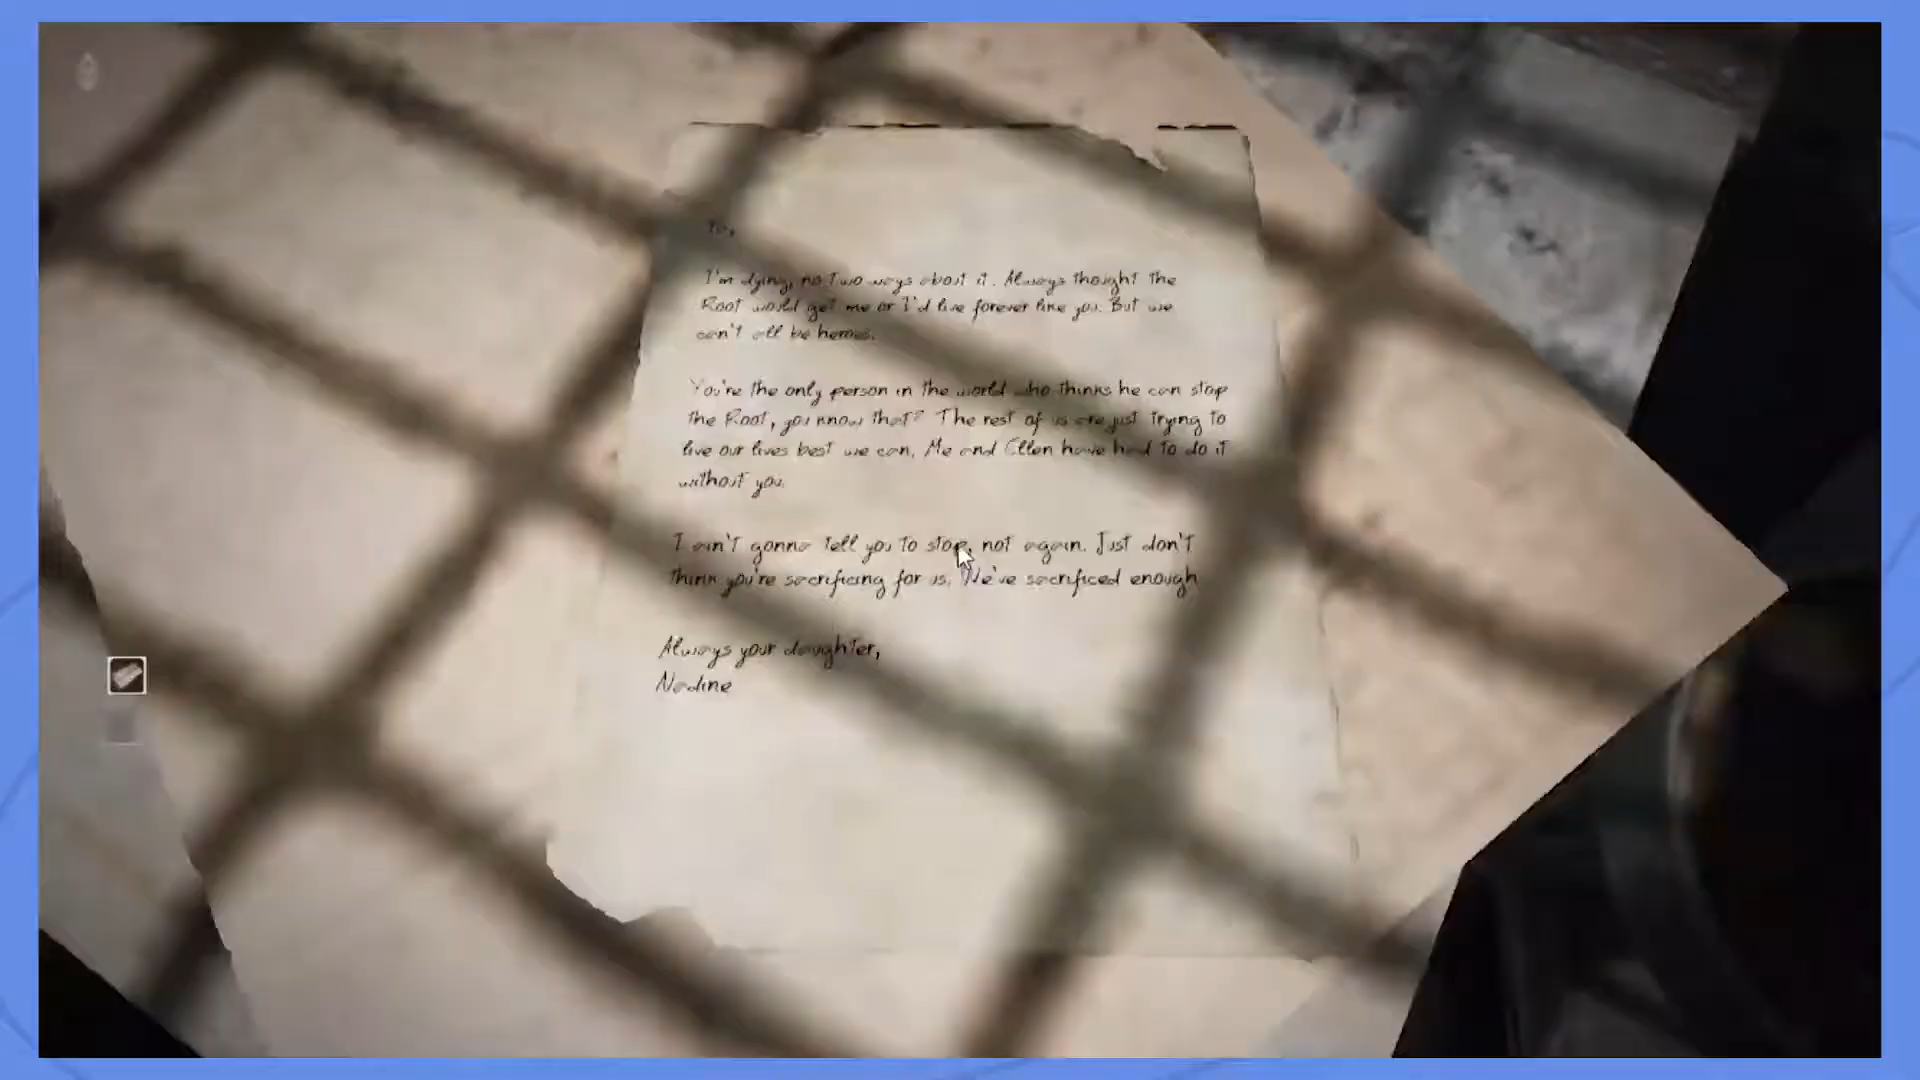 I'm dying, no two ways about it. Always thought the
Root would get me or I'd live forever like you. But we
can't all be heroes.
You're the only person in the world who thinks he can stop
the Root, you know that? The rest of us are just trying to
live our lives best we can. Me and Ellen have had to do it
without you.
I ain't gonna tell you to stop, not again. Just don't
think you're sacrificing for us. We've sacrificed enough
Always your daughter,
Nadine